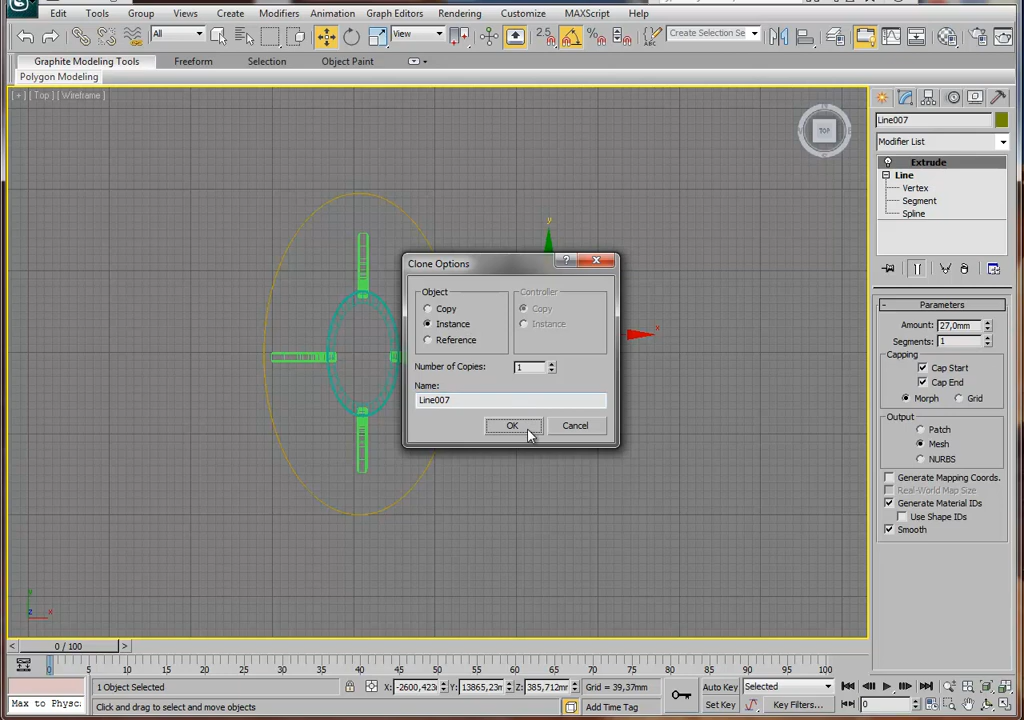 Edit Tools Group Views Create Modifiers Animation Graph Editors Rendering Customize MAXScript Help
All
View
2.5
Create Selection Se
Graphite Modeling Tools Freeform Selection Object Paint
Polygon Modeling
[ + ] [ Top ] [ Wireframe ]
TOP
y
x
Line007
Modifier List
Extrude
Line
Vertex
Segment
Spline
Clone Options
Object
Copy
Instance
Reference
Controller
Copy
Instance
Number of Copies: 1
Name:
Line007
OK Cancel
- Parameters
Amount: 27,0mm
Segments: 1
Capping
Cap Start
Cap End
Morph Grid
Output
Patch
Mesh
NURBS
Generate Mapping Coords.
Real-World Map Size
Generate Material IDs
Use Shape IDs
Smooth
z x
< 0 / 100 >
0 5 10 15 20 25 30 35 40 45 50 55 60 65 70 75 80 85 90 95 100
1 Object Selected X: -2600,423 Y: 13865,23m Z: 385,712mr Grid = 39,37mm Auto Key Selected
Max to Physc Click and drag to select and move objects Add Time Tag Set Key Key Filters... 0